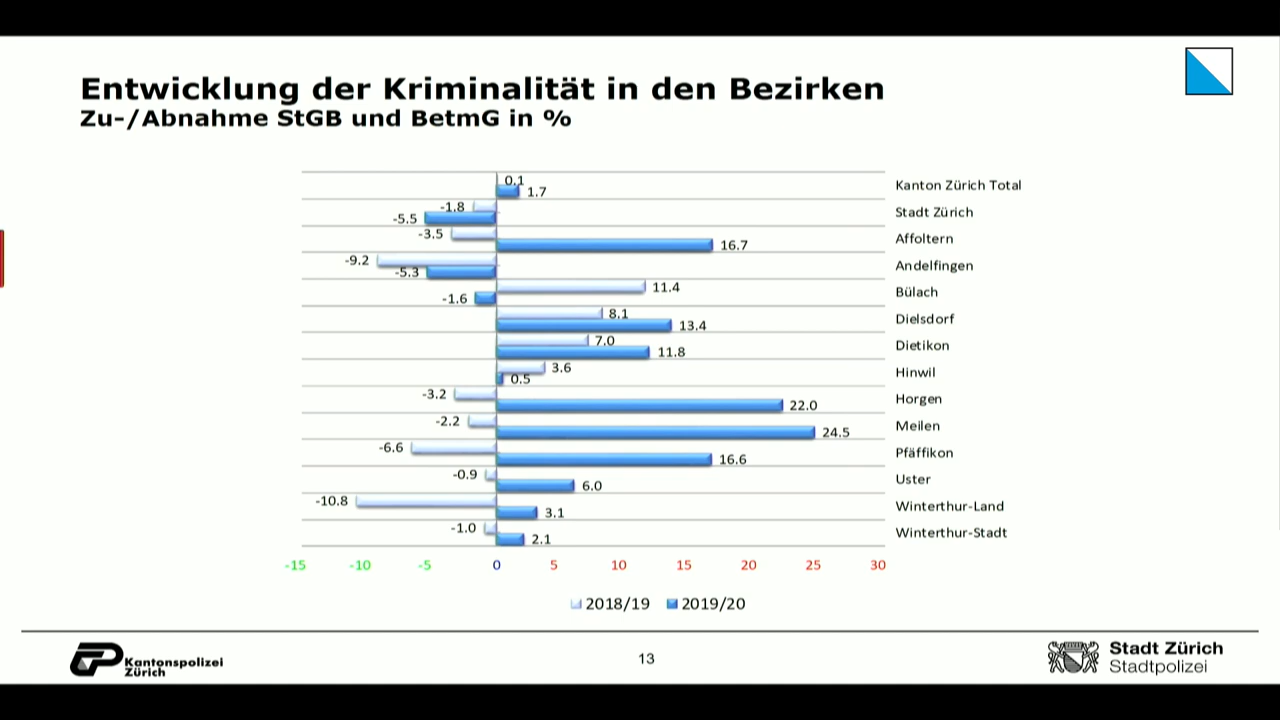 Entwicklung der Kriminalität in den Bezirken
Zu-/Abnahme StGB und BetmG in %
0.1
1.7
Kanton Zürich Total
-1.8
-5.5
Stadt Zürich
-3.5
16.7
Affoltern
-9.2
-5.3
Andelfingen
11.4
-1.6
Bülach
8.1
13.4
Dielsdorf
7.0
11.8
Dietikon
3.6
0.5
Hinwil
-3.2
22.0
Horgen
-2.2
24.5
Meilen
-6.6
16.6
Pfäffikon
-0.9
6.0
Uster
-10.8
3.1
Winterthur-Land
-1.0
2.1
Winterthur-Stadt
-15 -10 -5 0 5 10 15 20 25 30
2018/19 2019/20
Kantonspolizei
Zürich
13
Stadt Zürich
Stadtpolizei